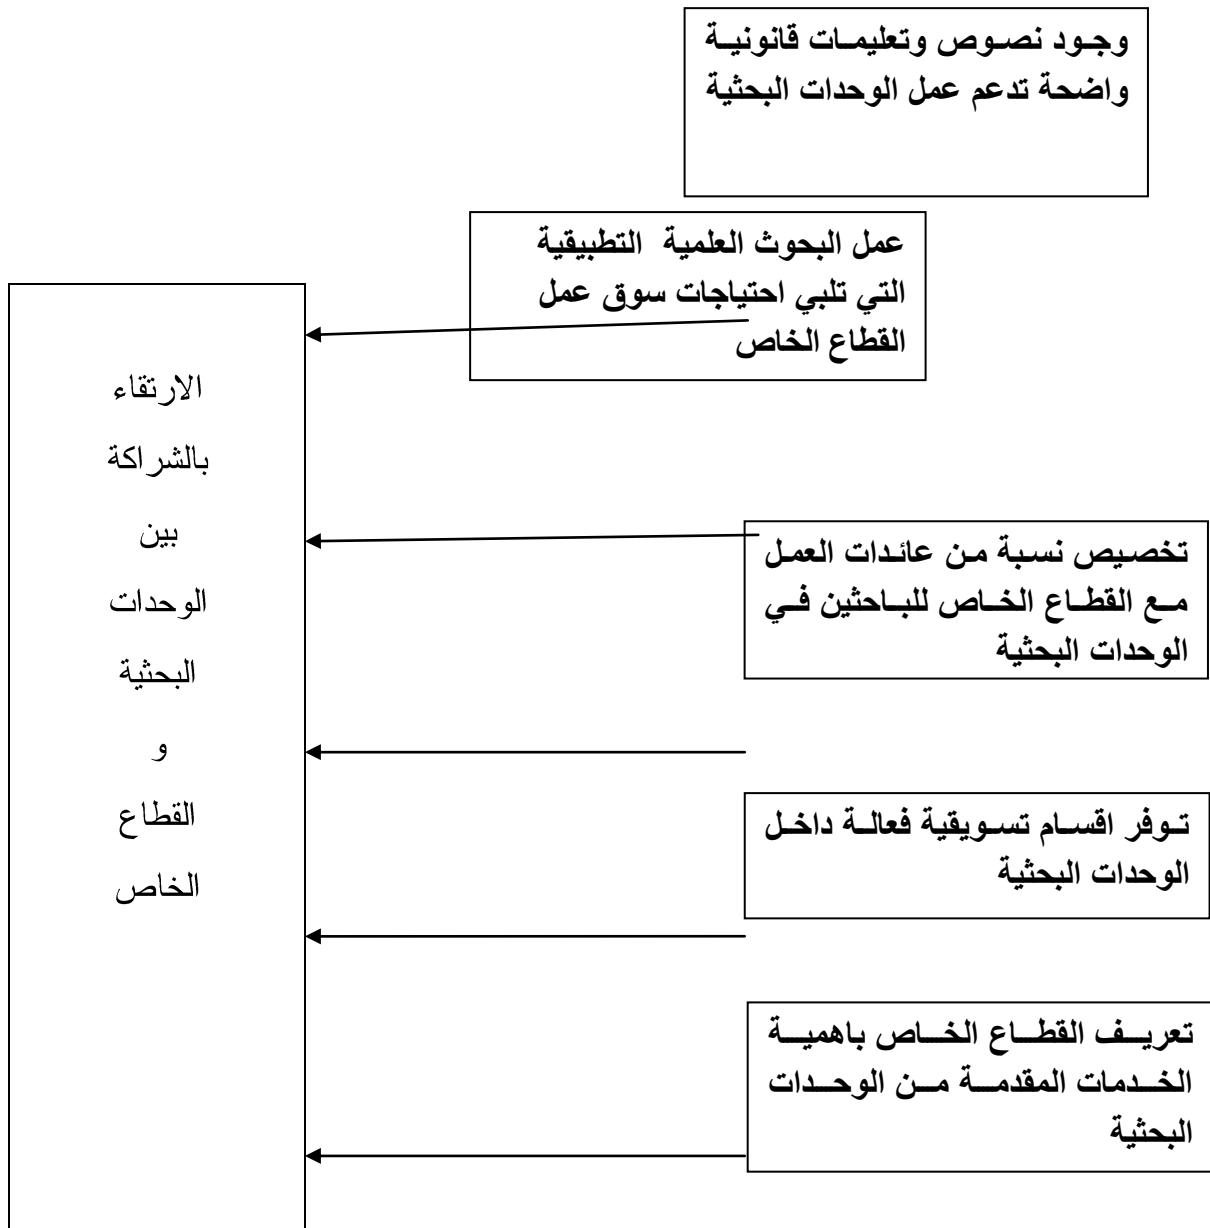 وجود نصوص وتعليمات قانونية
واضحة تدعم عمل الوحدات البحثية
عمل البحوث العلمية التطبيقية
التي تلبي احتياجات سوق عمل
القطاع الخاص
تخصيص نسبة من عائدات العمل
مع القطاع الخاص للباحثين في
الوحدات البحثية
توفر اقسام تسويقية فعالة داخل
الوحدات البحثية
تعريف القطاع الخاص باهمية
الخدمات المقدمة من الوحدات
البحثية
الارتقاء
بالشراكة
بين
الوحدات
البحثية
و
القطاع
الخاص